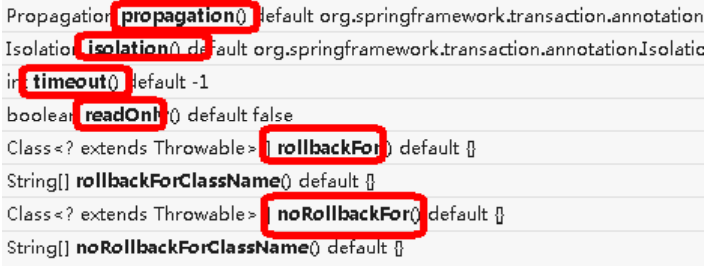 Propagation propagation() default org.springframework.transaction.annotation
Isolation isolation() default org.springframework.transaction.annotation.Isolatio
int timeout() default -1
boolean readOnly() default false
Class<? extends Throwable>[] rollbackFor() default {}
String[] rollbackForClassName() default {}
Class<? extends Throwable>[] noRollbackFor() default {}
String[] noRollbackForClassName() default {}